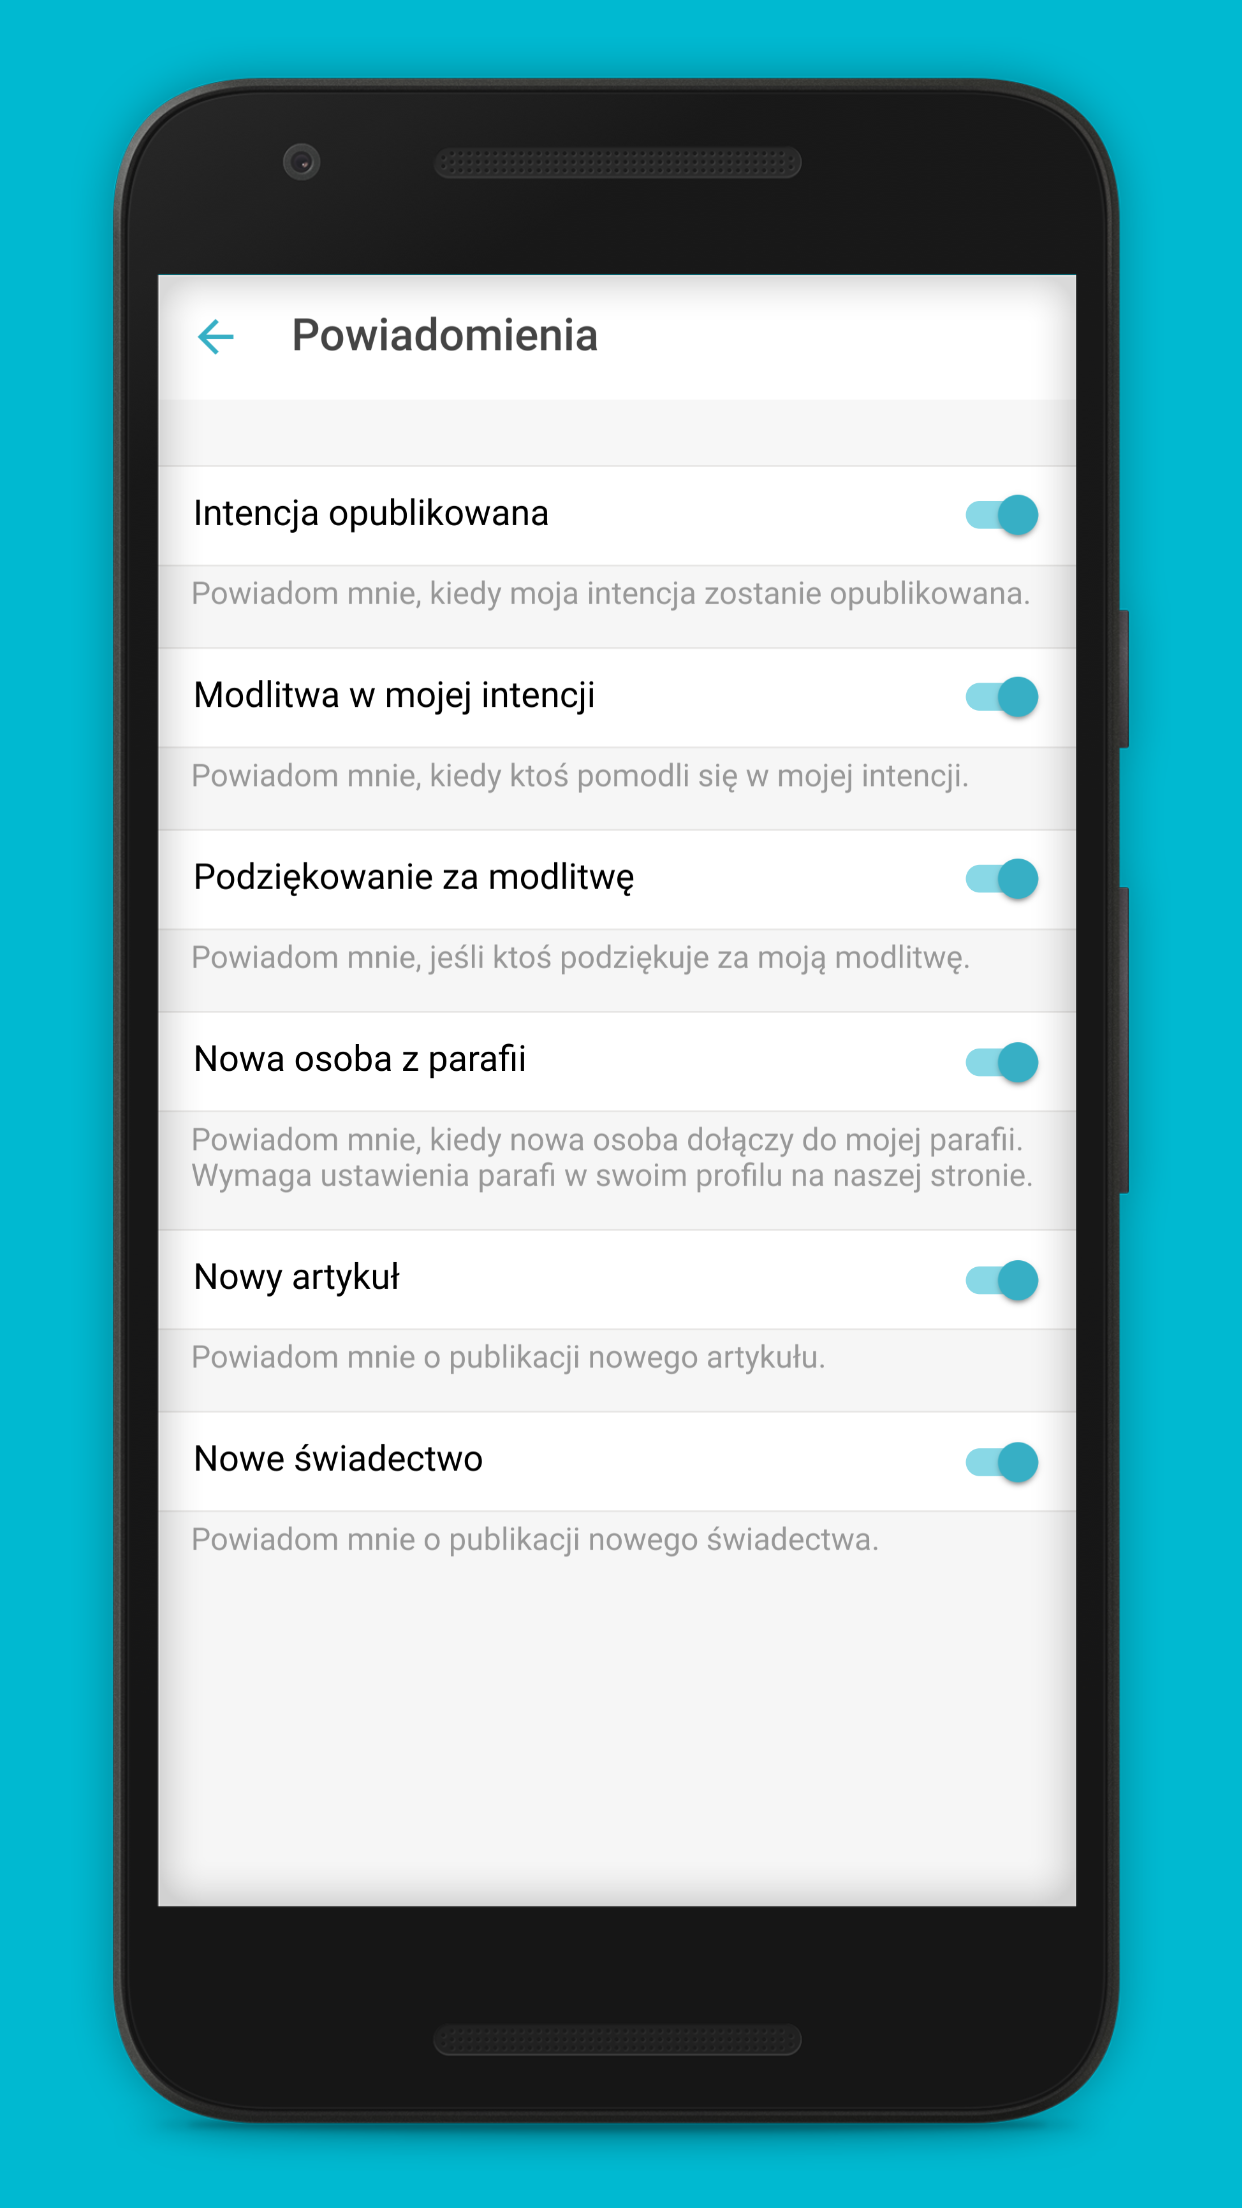 Powiadomienia
Intencja opublikowana
Powiadom mnie, kiedy moja intencja zostanie opublikowana.
Modlitwa w mojej intencji
Powiadom mnie, kiedy ktoś pomodli się w mojej intencji.
Podziękowanie za modlitwę
Powiadom mnie, jeśli ktoś podziękuje za moją modlitwę.
Nowa osoba z parafii
Powiadom mnie, kiedy nowa osoba dołączy do mojej parafii.
Wymaga ustawienia parafi w swoim profilu na naszej stronie.
Nowy artykuł
Powiadom mnie o publikacji nowego artykułu.
Nowe świadectwo
Powiadom mnie o publikacji nowego świadectwa.